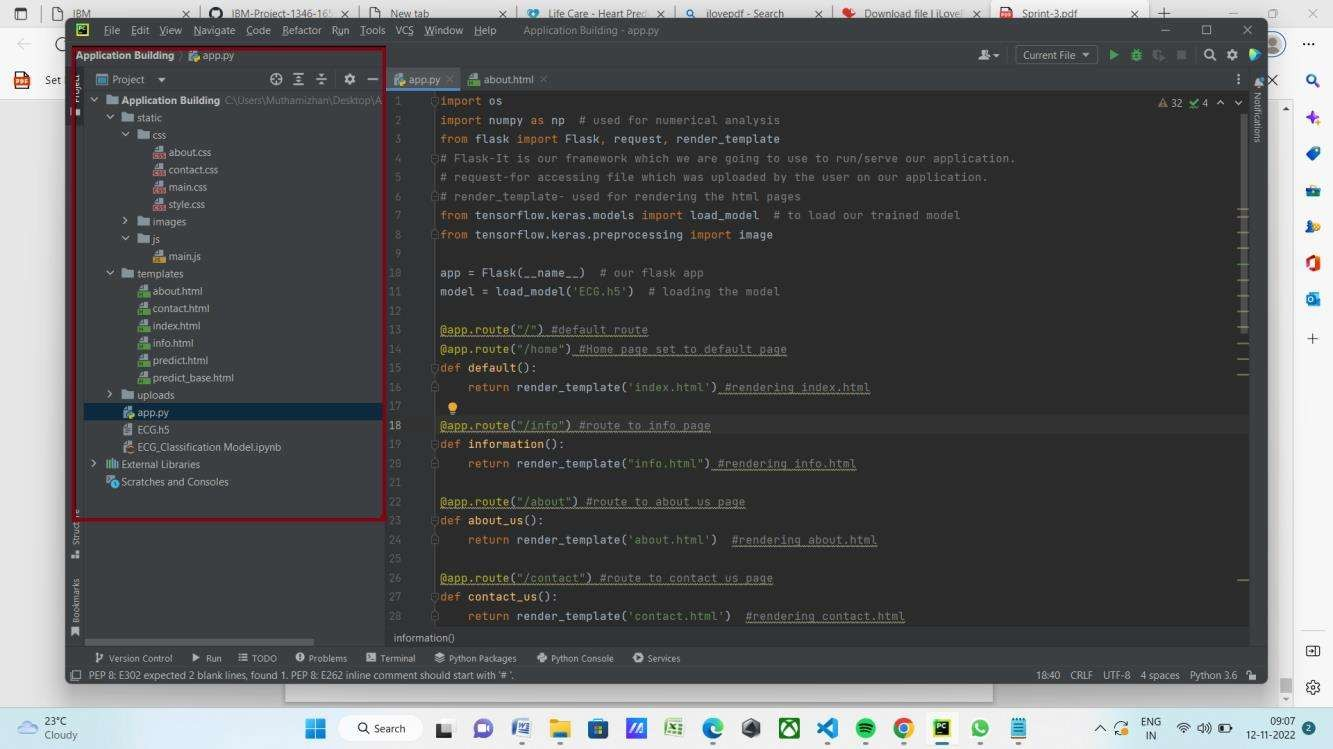 IBM
IBM-Project-1346-165
New tab
Life Care - Heart Pred
ilovepdf - Search
Download file | iLovePl
Sprint-3.pdf
File Edit View Navigate Code Refactor Run Tools VCS Window Help Application Building - app.py
Application Building app.py
Current File
Set
Project
Project
app.py
about.html
Application Building C:\Users\Muthamizhan\Desktop\A
static
css
about.css
contact.css
main.css
style.css
images
js
main.js
templates
about.html
contact.html
index.html
info.html
predict.html
predict_base.html
uploads
app.py
ECG.h5
ECG_Classification Model.ipynb
External Libraries
Scratches and Consoles
Structure
Bookmarks
32 4
Notifications
1 import os
2 import numpy as np # used for numerical analysis
3 from flask import Flask, request, render_template
4 # Flask-It is our framework which we are going to use to run/serve our application.
5 # request-for accessing file which was uploaded by the user on our application.
6 # render_template- used for rendering the html pages
7 from tensorflow.keras.models import load_model # to load our trained model
8 from tensorflow.keras.preprocessing import image
9
10 app = Flask(__name__) # our flask app
11 model = load_model('ECG.h5') # loading the model
12
13 @app.route("/") #default route
14 @app.route("/home") #Home page set to default page
15 def default():
16 return render_template('index.html') #rendering index.html
17
18 @app.route("/info") #route to info page
19 def information():
20 return render_template("info.html") #rendering info.html
21
22 @app.route("/about") #route to about us page
23 def about_us():
24 return render_template('about.html') #rendering about.html
25
26 @app.route("/contact") #route to contact us page
27 def contact_us():
28 return render_template('contact.html') #rendering contact.html
information()
Version Control Run TODO Problems Terminal Python Packages Python Console Services
PEP 8: E302 expected 2 blank lines, found 1. PEP 8: E262 inline comment should start with '# '. 18:40 CRLF UTF-8 4 spaces Python 3.6
23°C
Cloudy
Search
ENG
IN
09:07
12-11-2022
2